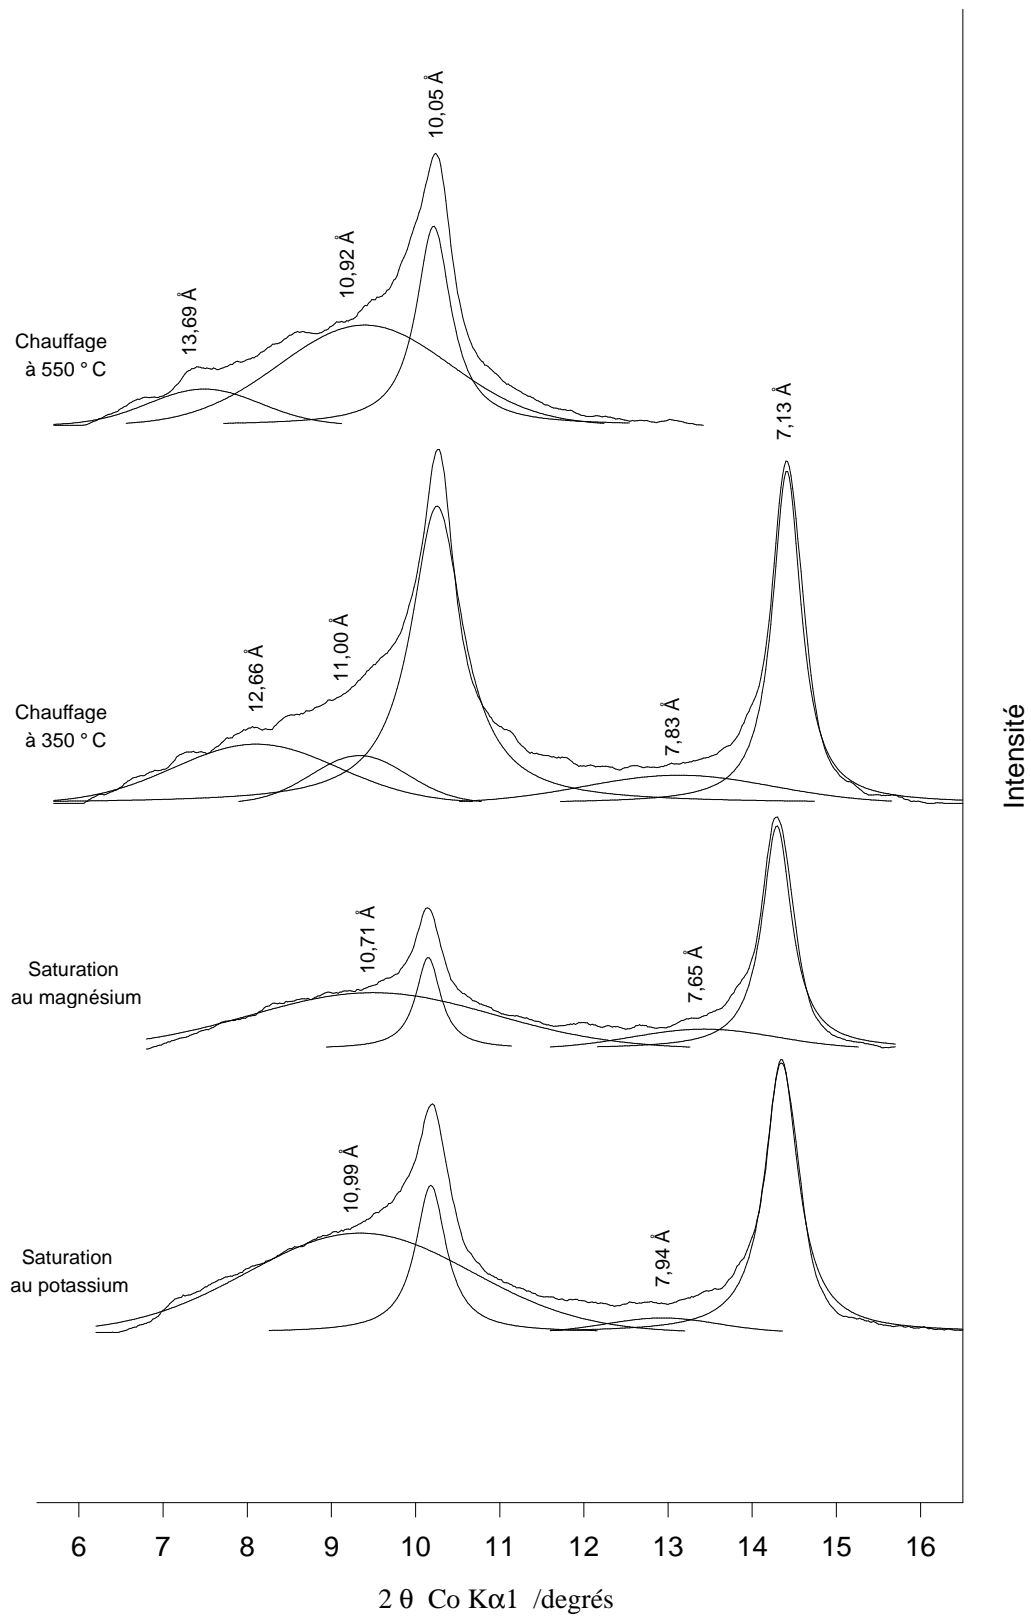 10,05 Å
10,92 Å
13,69 Å
Chauffage
à 550 °C
7,13 Å
11,00 Å
12,66 Å
7,83 Å
Chauffage
à 350 °C
Intensité
10,71 Å
7,65 Å
Saturation
au magnésium
10,99 Å
7,94 Å
Saturation
au potassium
6 7 8 9 10 11 12 13 14 15 16
2 θ Co Kα1 /degrés